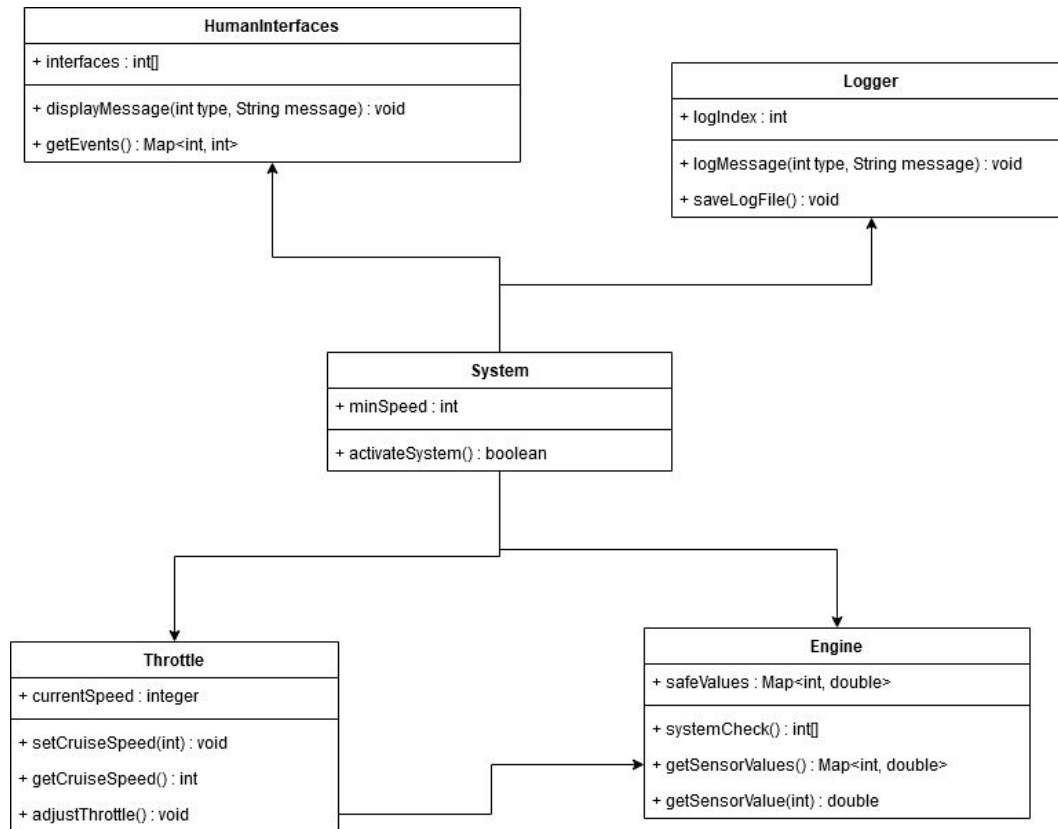 HumanInterfaces
+ interfaces : int[]
+ displayMessage(int type, String message) : void
+ getEvents() : Map<int, int>
Logger
+ logIndex : int
+ logMessage(int type, String message) : void
+ saveLogFile() : void
System
+ minSpeed : int
+ activateSystem() : boolean
Throttle
+ currentSpeed : integer
+ setCruiseSpeed(int) : void
+ getCruiseSpeed() : int
+ adjustThrottle() : void
Engine
+ safeValues : Map<int, double>
+ systemCheck() : int[]
+ getSensorValues() : Map<int, double>
+ getSensorValue(int) : double